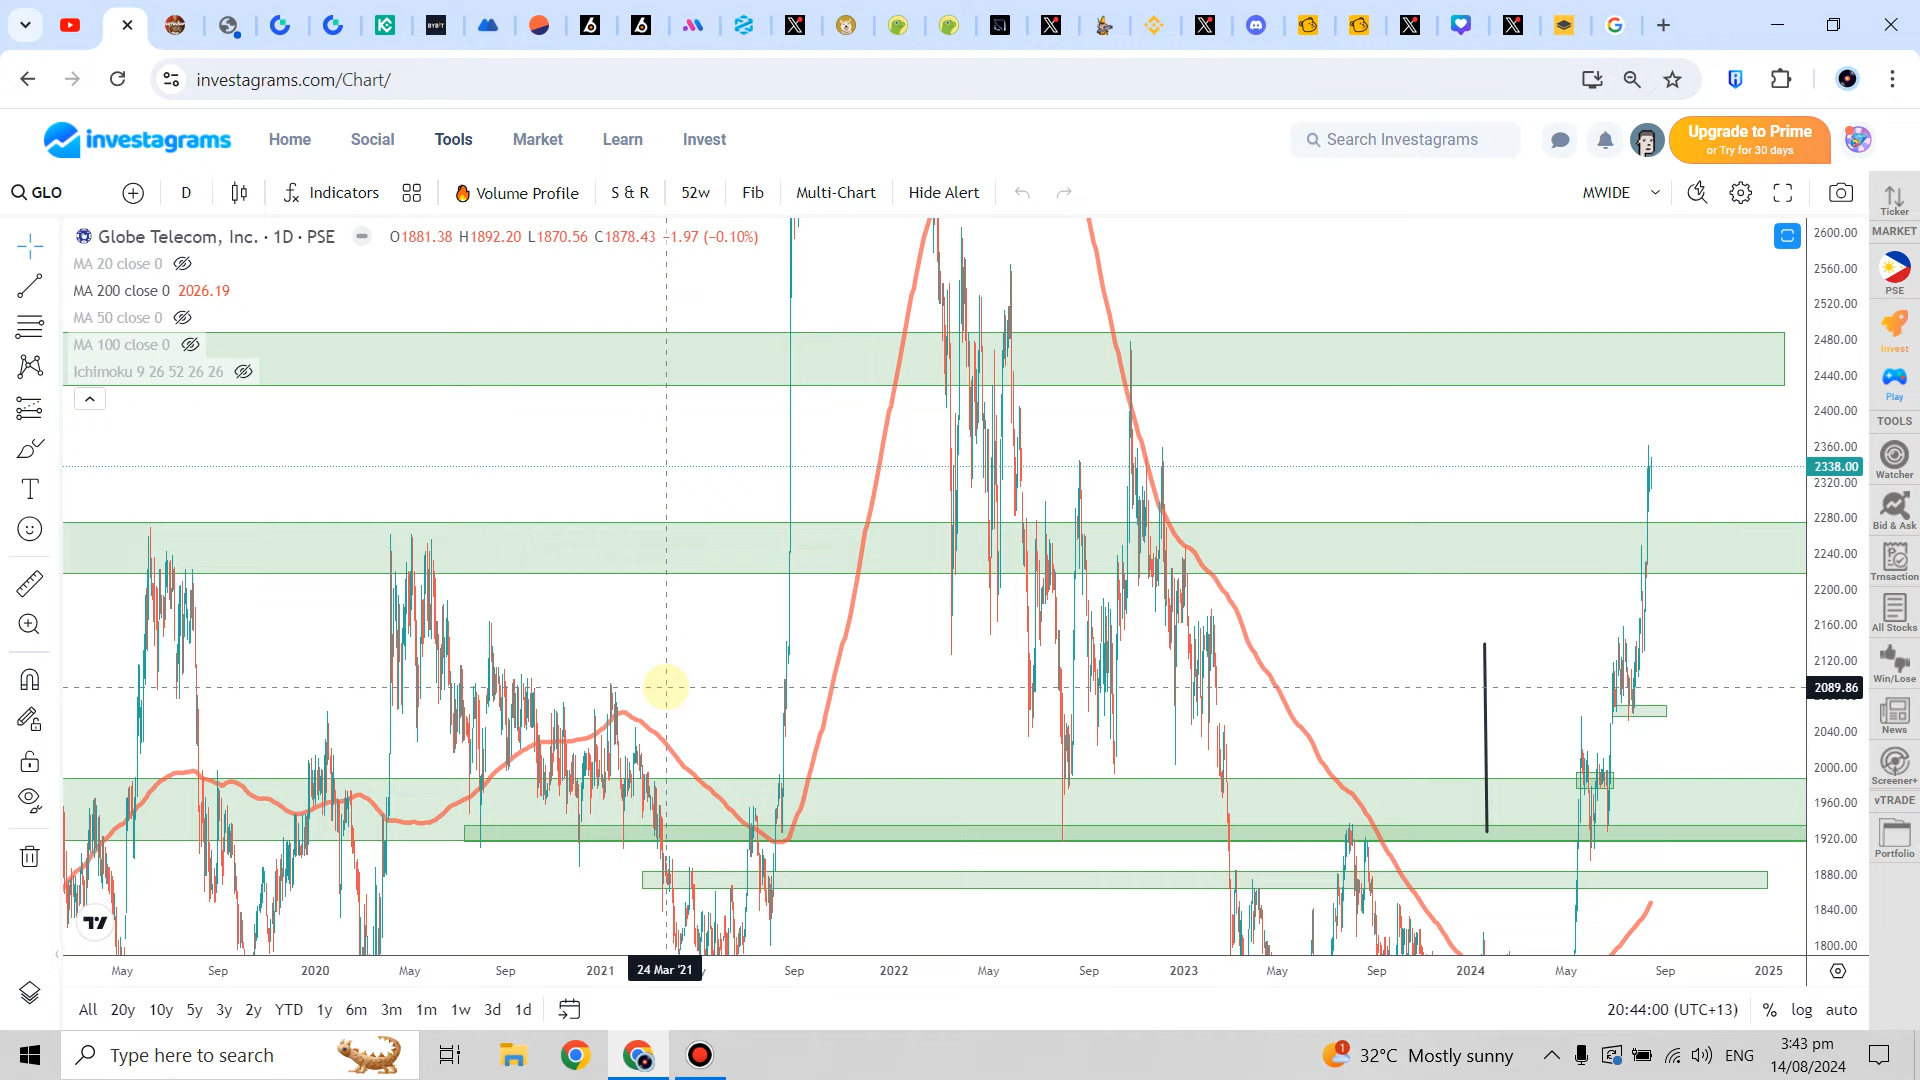 investagrams.com/Chart/
investagrams
Home
Social
Tools
Market
Learn
Invest
Search Investagrams
Upgrade to Prime
or Try for 30 days
GLO
D
Indicators
Volume Profile
S & R
52w
Fib
Multi-Chart
Hide Alert
MWIDE
Globe Telecom, Inc. · 1D · PSE
O1881.38 H1892.20 L1870.56 C1878.43 −1.97 (−0.10%)
MA 20 close 0
MA 200 close 0 2026.19
MA 50 close 0
MA 100 close 0
Ichimoku 9 26 52 26 26
2600.00
2560.00
2520.00
2480.00
2440.00
2400.00
2360.00
2338.00
2320.00
2280.00
2240.00
2200.00
2160.00
2120.00
2089.86
2040.00
2000.00
1960.00
1920.00
1880.00
1840.00
1800.00
Ticker
MARKET
PSE
Invest
Play
TOOLS
Watcher
Bid & Ask
Trnsaction
All Stocks
Win/Lose
News
Screener+
vTRADE
Portfolio
May
Sep
2020
May
Sep
2021
24 Mar '21
Sep
2022
May
Sep
2023
May
Sep
2024
May
Sep
2025
All
20y
10y
5y
3y
2y
YTD
1y
6m
3m
1m
1w
3d
1d
20:44:00 (UTC+13)
%
log
auto
Type here to search
1
32°C Mostly sunny
ENG
3:43 pm
14/08/2024